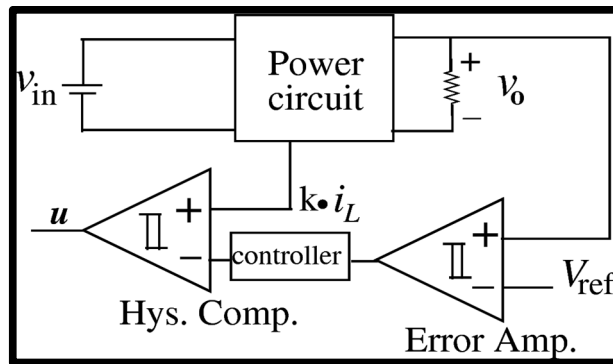 Power
circuit
v_in
+
v_o
−
u
+
k•i_L
−
controller
+
−
V_ref
Hys. Comp.
Error Amp.